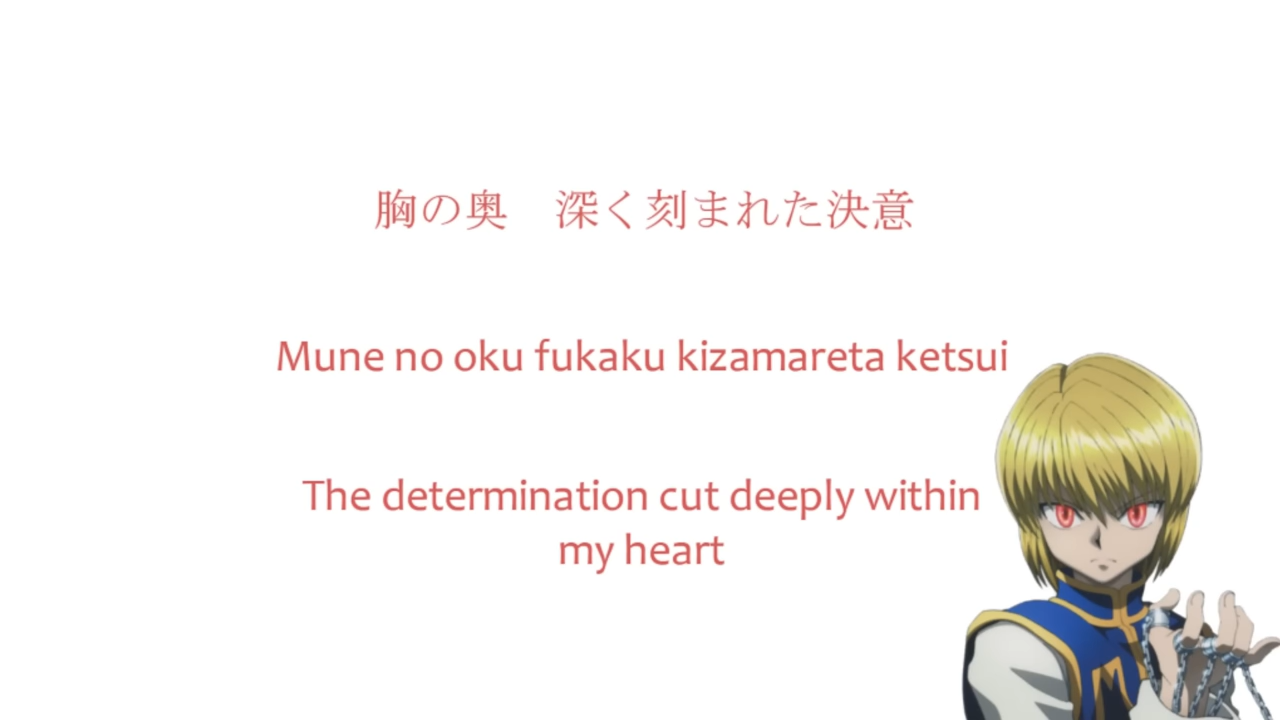 胸の奥　深く刻まれた決意
Mune no oku fukaku kizamareta ketsui
The determination cut deeply within
my heart